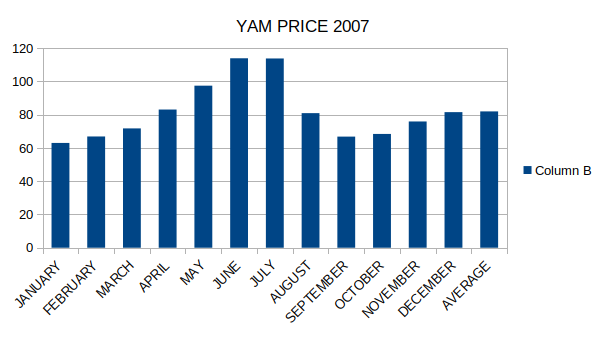 YAM PRICE 2007
120
100
80
60
40
20
0
JANUARY
FEBRUARY
MARCH
APRIL
MAY
JUNE
JULY
AUGUST
SEPTEMBER
OCTOBER
NOVEMBER
DECEMBER
AVERAGE
Column B